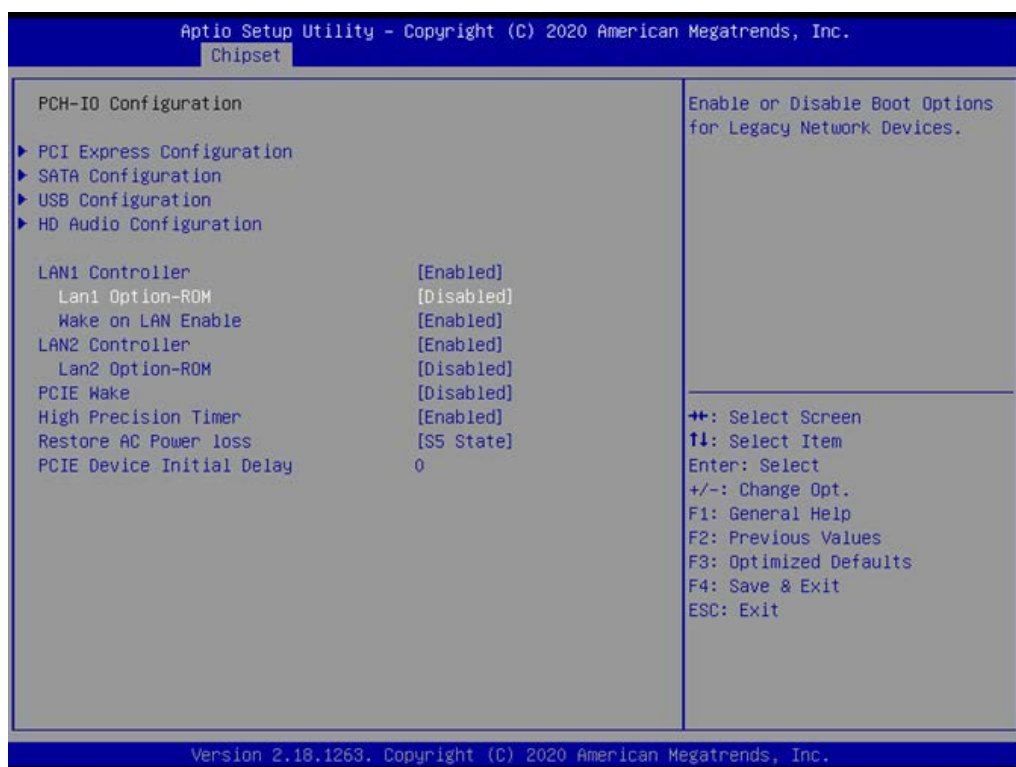 Aptio Setup Utility – Copyright (C) 2020 American Megatrends, Inc.
Chipset
PCH-IO Configuration
▶ PCI Express Configuration
▶ SATA Configuration
▶ USB Configuration
▶ HD Audio Configuration
LAN1 Controller [Enabled]
Lan1 Option-ROM [Disabled]
Wake on LAN Enable [Enabled]
LAN2 Controller [Enabled]
Lan2 Option-ROM [Disabled]
PCIE Wake [Disabled]
High Precision Timer [Enabled]
Restore AC Power loss [S5 State]
PCIE Device Initial Delay 0
Enable or Disable Boot Options
for Legacy Network Devices.
→←: Select Screen
↑↓: Select Item
Enter: Select
+/-: Change Opt.
F1: General Help
F2: Previous Values
F3: Optimized Defaults
F4: Save & Exit
ESC: Exit
Version 2.18.1263. Copyright (C) 2020 American Megatrends, Inc.